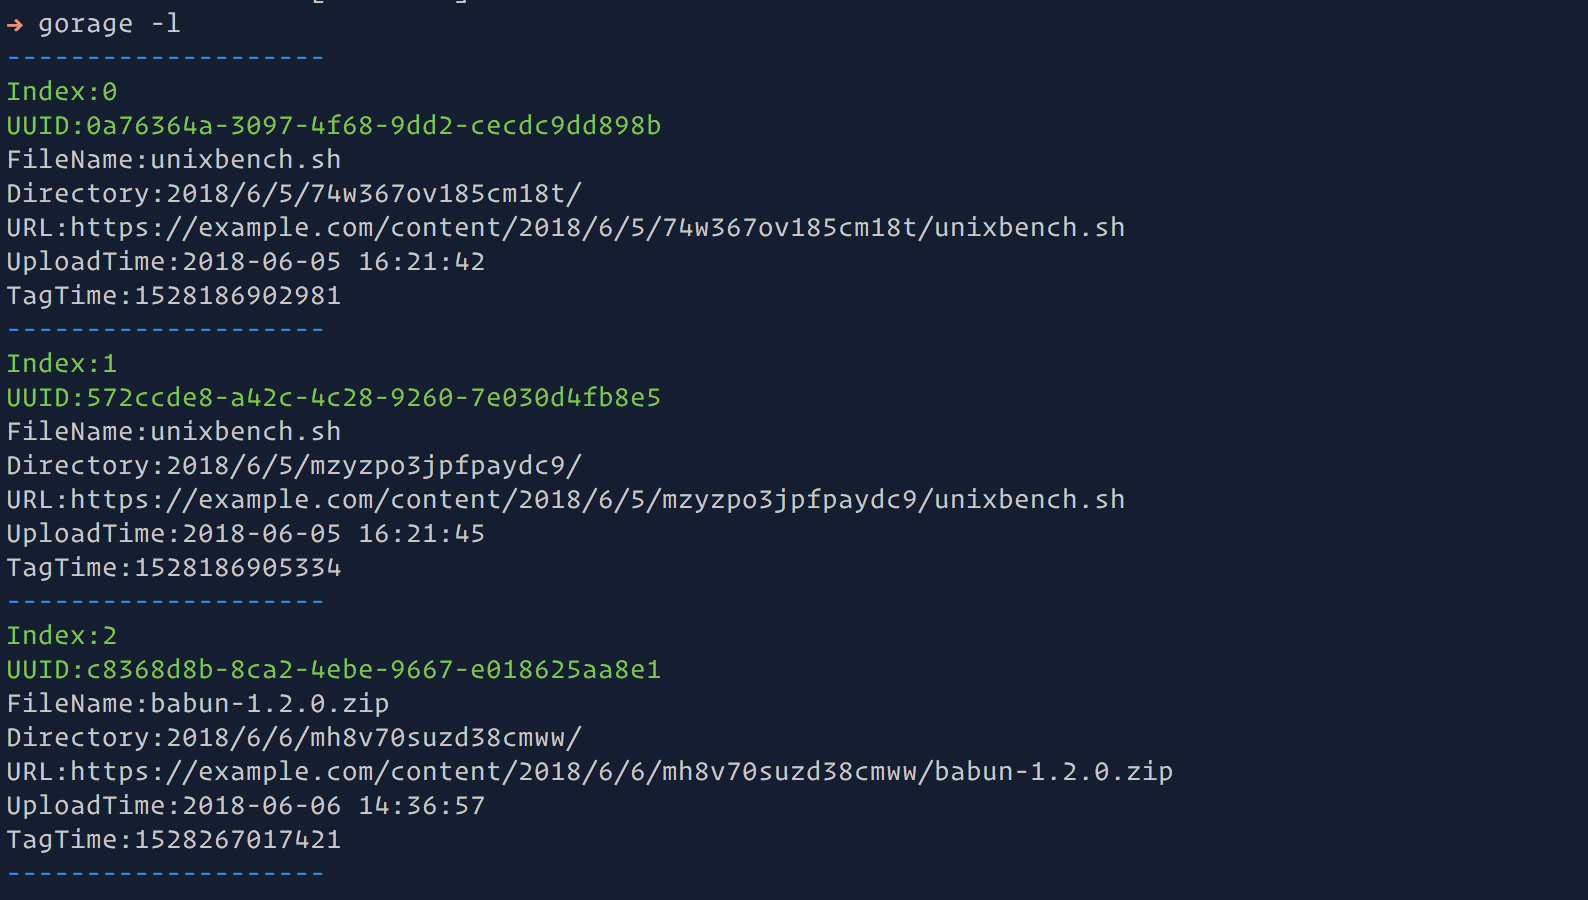 → gorage -l
--------------------
Index:0
UUID:0a76364a-3097-4f68-9dd2-cecdc9dd898b
FileName:unixbench.sh
Directory:2018/6/5/74w367ov185cm18t/
URL:https://example.com/content/2018/6/5/74w367ov185cm18t/unixbench.sh
UploadTime:2018-06-05 16:21:42
TagTime:1528186902981
--------------------
Index:1
UUID:572ccde8-a42c-4c28-9260-7e030d4fb8e5
FileName:unixbench.sh
Directory:2018/6/5/mzyzpo3jpfpaydc9/
URL:https://example.com/content/2018/6/5/mzyzpo3jpfpaydc9/unixbench.sh
UploadTime:2018-06-05 16:21:45
TagTime:1528186905334
--------------------
Index:2
UUID:c8368d8b-8ca2-4ebe-9667-e018625aa8e1
FileName:babun-1.2.0.zip
Directory:2018/6/6/mh8v70suzd38cmww/
URL:https://example.com/content/2018/6/6/mh8v70suzd38cmww/babun-1.2.0.zip
UploadTime:2018-06-06 14:36:57
TagTime:1528267017421
--------------------